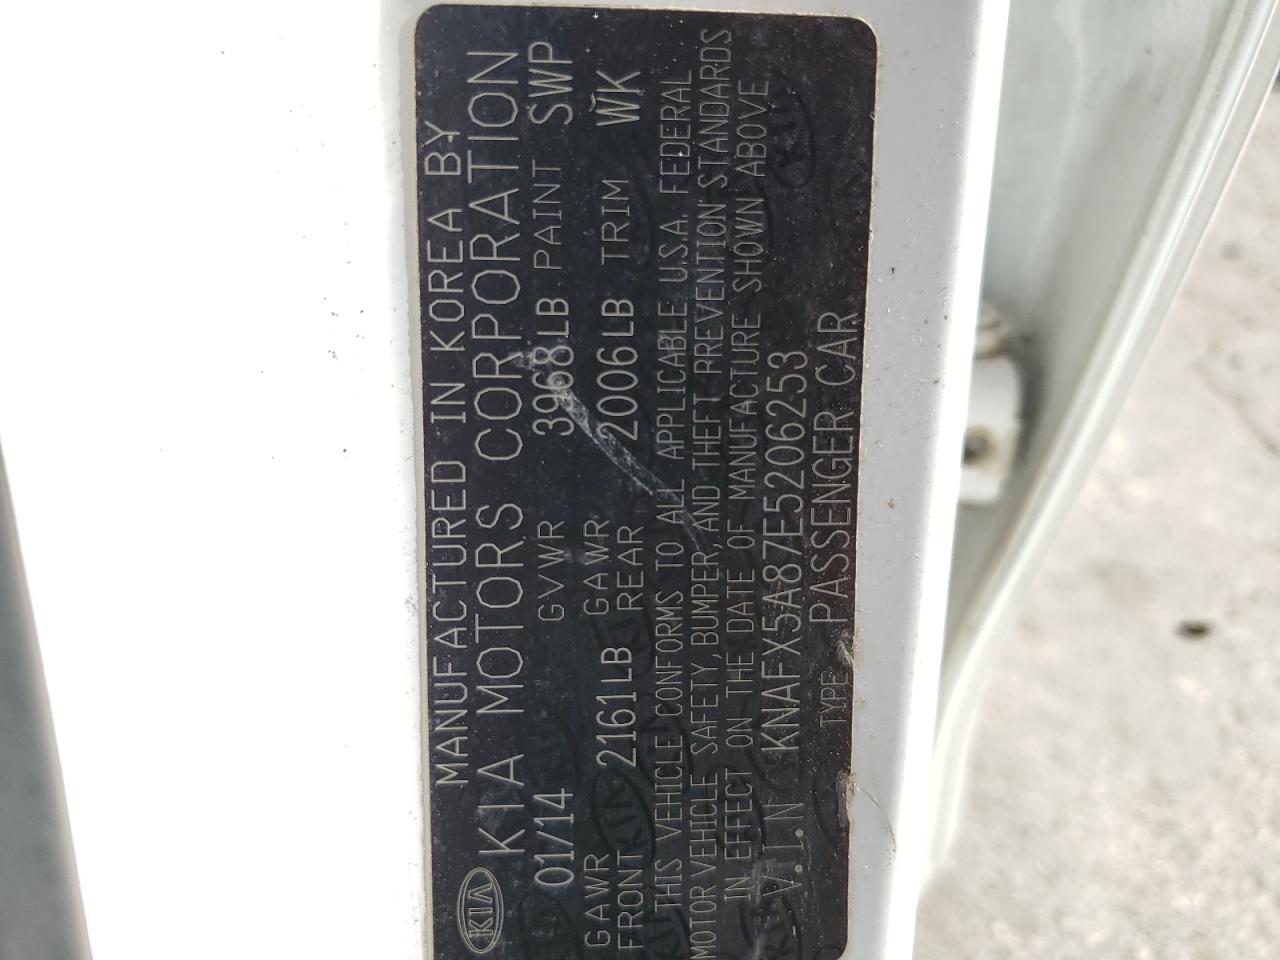 KIA MANUFACTURED IN KOREA BY
KIA MOTORS CORPORATION
01/14 GVWR 3968LB PAINT SWP
GAWR FRONT 2161LB GAWR REAR 2006LB TRIM WK
THIS VEHICLE CONFORMS TO ALL APPLICABLE U.S.A. FEDERAL
MOTOR VEHICLE SAFETY, BUMPER, AND THEFT PREVENTION STANDARDS
IN EFFECT ON THE DATE OF MANUFACTURE SHOWN ABOVE
V.I.N KNAFX5A87E5206253
TYPE PASSENGER CAR